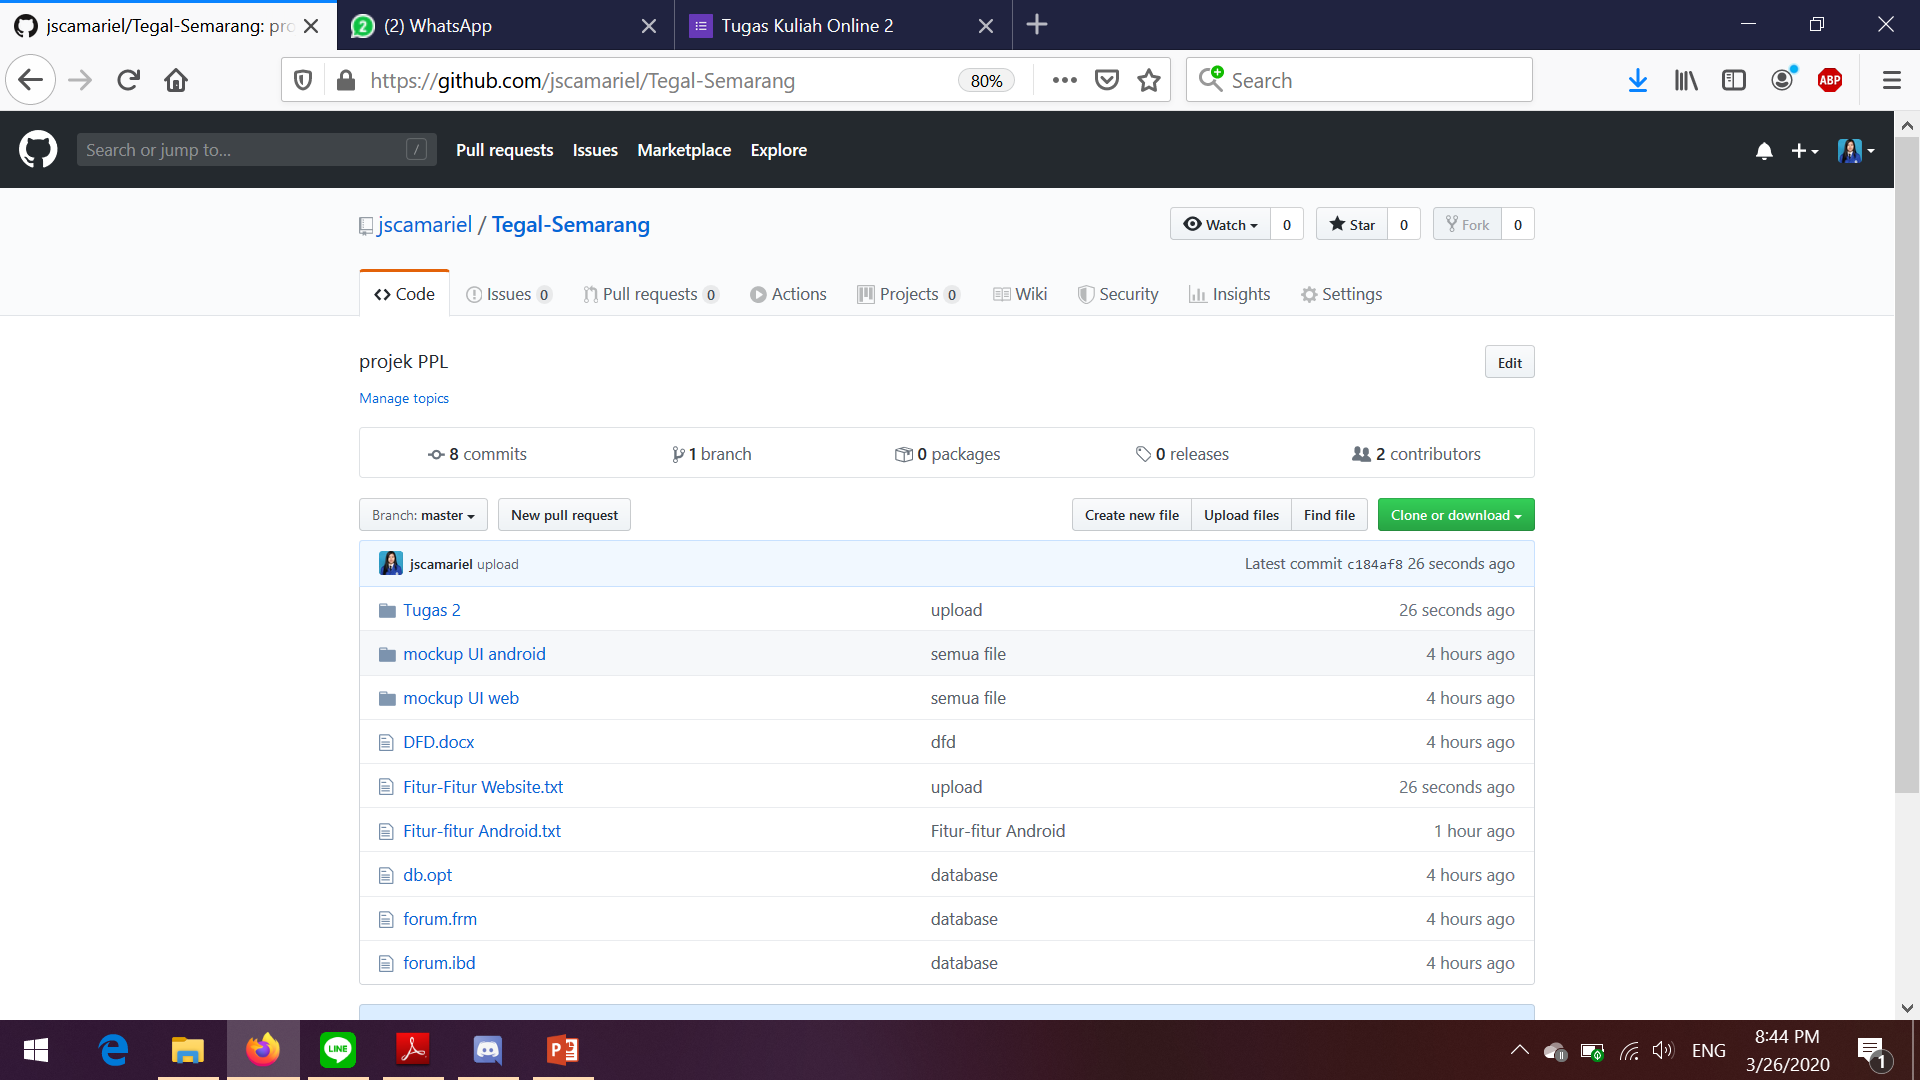 jscamariel/Tegal-Semarang: pro
(2) WhatsApp
Tugas Kuliah Online 2
https://github.com/jscamariel/Tegal-Semarang
80%
Search
ABP
Search or jump to...
/
Pull requests
Issues
Marketplace
Explore
jscamariel / Tegal-Semarang
Watch 0
Star 0
Fork 0
Code
Issues 0
Pull requests 0
Actions
Projects 0
Wiki
Security
Insights
Settings
projek PPL
Edit
Manage topics
8 commits
1 branch
0 packages
0 releases
2 contributors
Branch: master
New pull request
Create new file
Upload files
Find file
Clone or download
jscamariel upload
Latest commit c184af8 26 seconds ago
Tugas 2 upload 26 seconds ago
mockup UI android semua file 4 hours ago
mockup UI web semua file 4 hours ago
DFD.docx dfd 4 hours ago
Fitur-Fitur Website.txt upload 26 seconds ago
Fitur-fitur Android.txt Fitur-fitur Android 1 hour ago
db.opt database 4 hours ago
forum.frm database 4 hours ago
forum.ibd database 4 hours ago
LINE
ENG
8:44 PM
3/26/2020
1